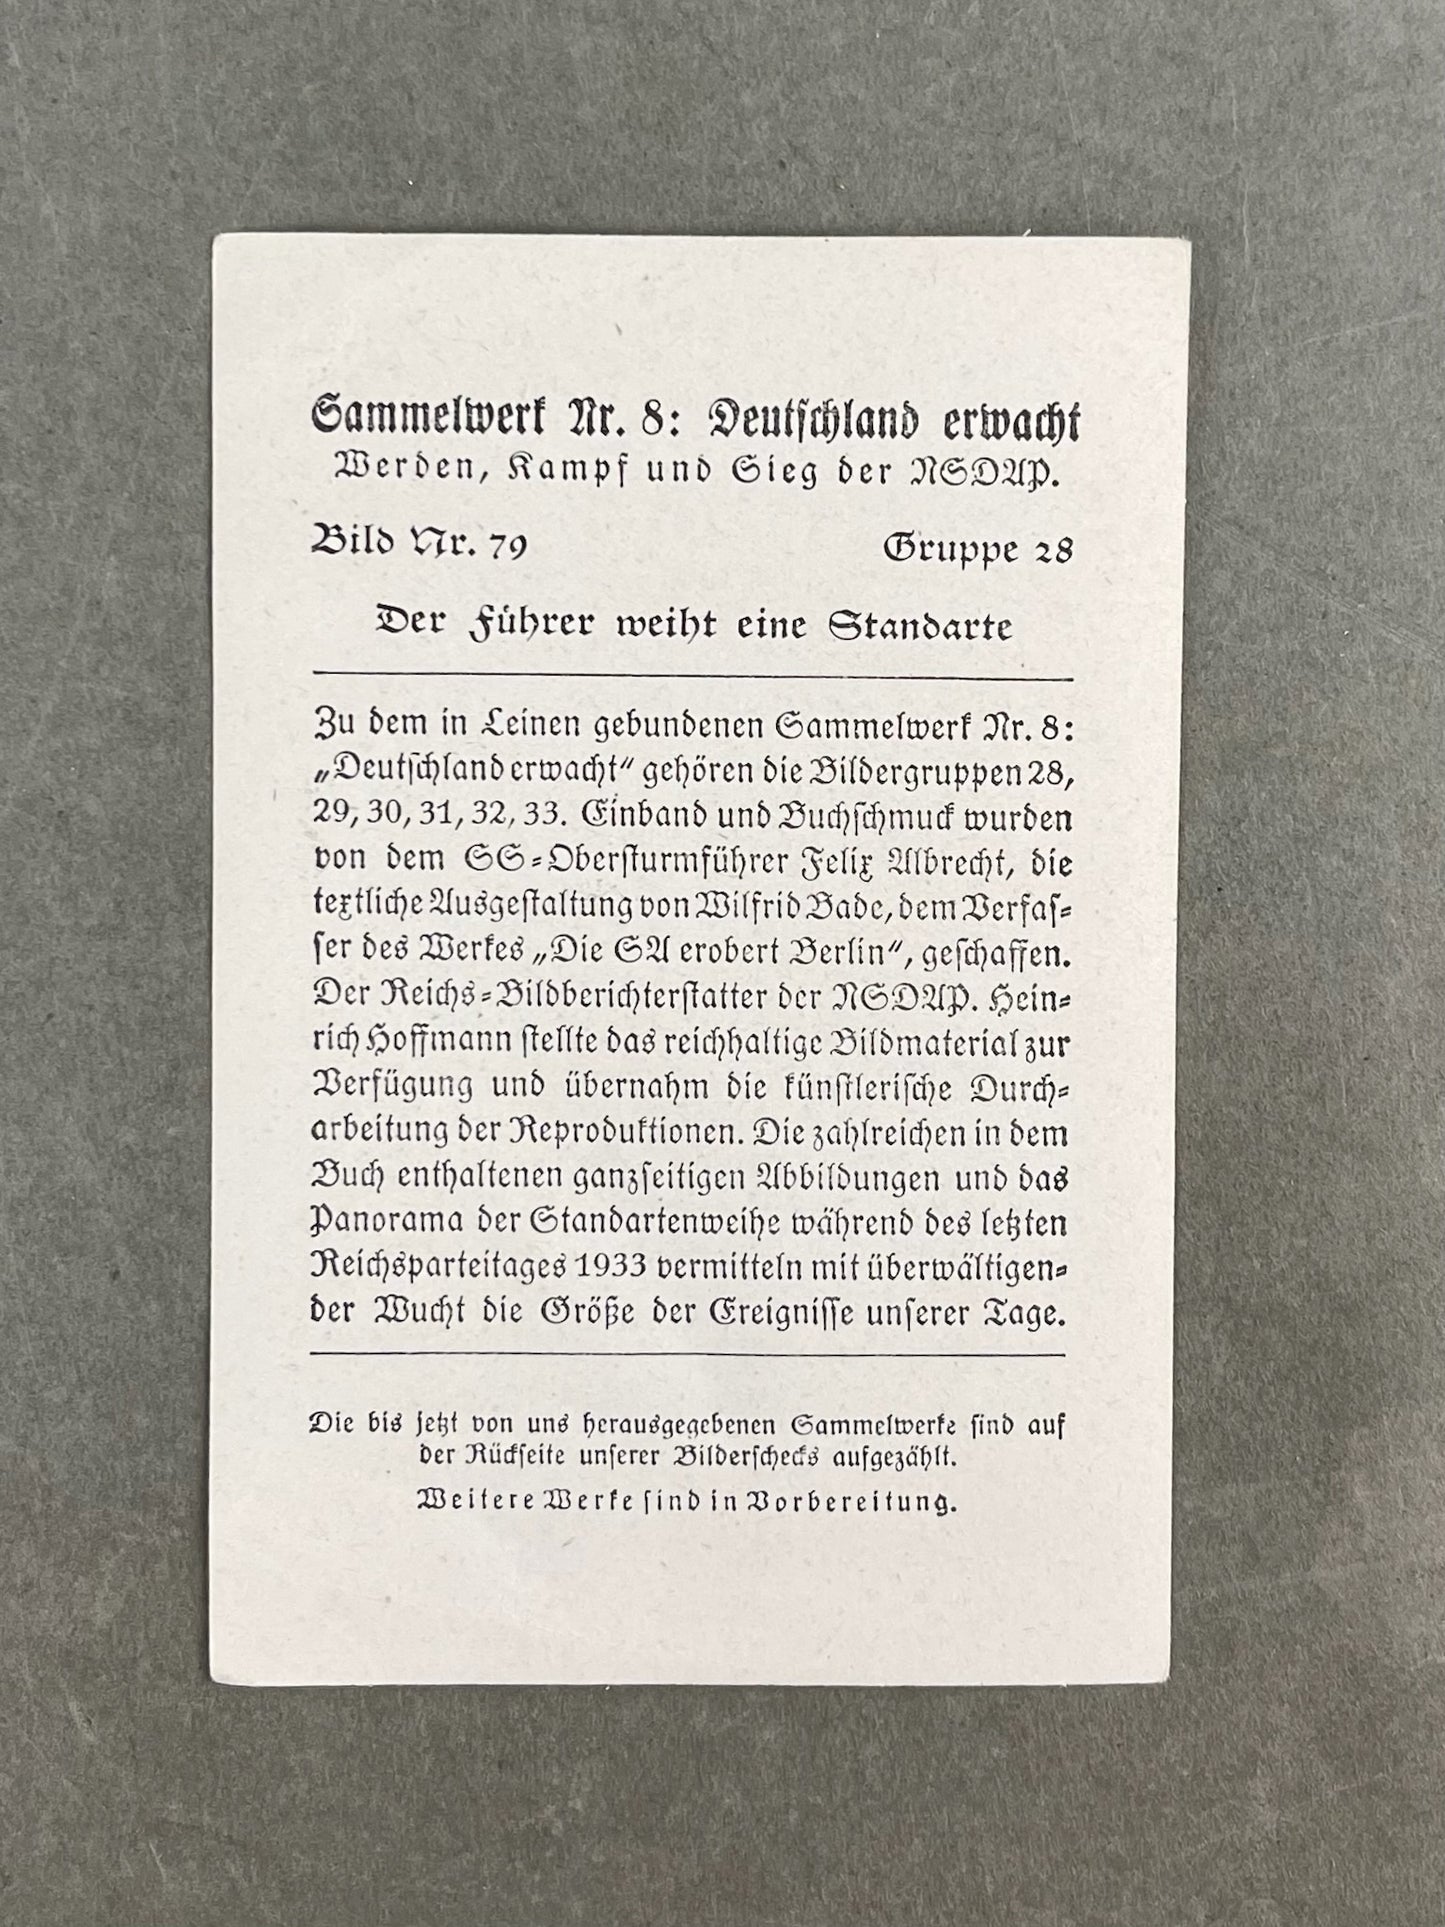 Sammelwerk Nr. 8: Deutschland erwacht
Werden, Kampf und Sieg der NSDAP.
Bild Nr. 79 Gruppe 28
Der Führer weiht eine Standarte
Zu dem in Leinen gebundenen Sammelwerk Nr. 8:
„Deutschland erwacht“ gehören die Bildergruppen 28,
29, 30, 31, 32, 33. Einband und Buchschmuck wurden
von dem SS-Obersturmführer Felix Albrecht, die
textliche Ausgestaltung von Wilfrid Bade, dem Verfas-
ser des Werkes „Die SA erobert Berlin“, geschaffen.
Der Reichs-Bildberichterstatter der NSDAP. Hein-
rich Hoffmann stellte das reichhaltige Bildmaterial zur
Verfügung und übernahm die künstlerische Durch-
arbeitung der Reproduktionen. Die zahlreichen in dem
Buch enthaltenen ganzseitigen Abbildungen und das
Panorama der Standartenweihe während des letzten
Reichsparteitages 1933 vermitteln mit überwältigen-
der Wucht die Größe der Ereignisse unserer Tage.
Die bis jetzt von uns herausgegebenen Sammelwerke sind auf
der Rückseite unserer Bilderschecks aufgezählt.
Weitere Werke sind in Vorbereitung.